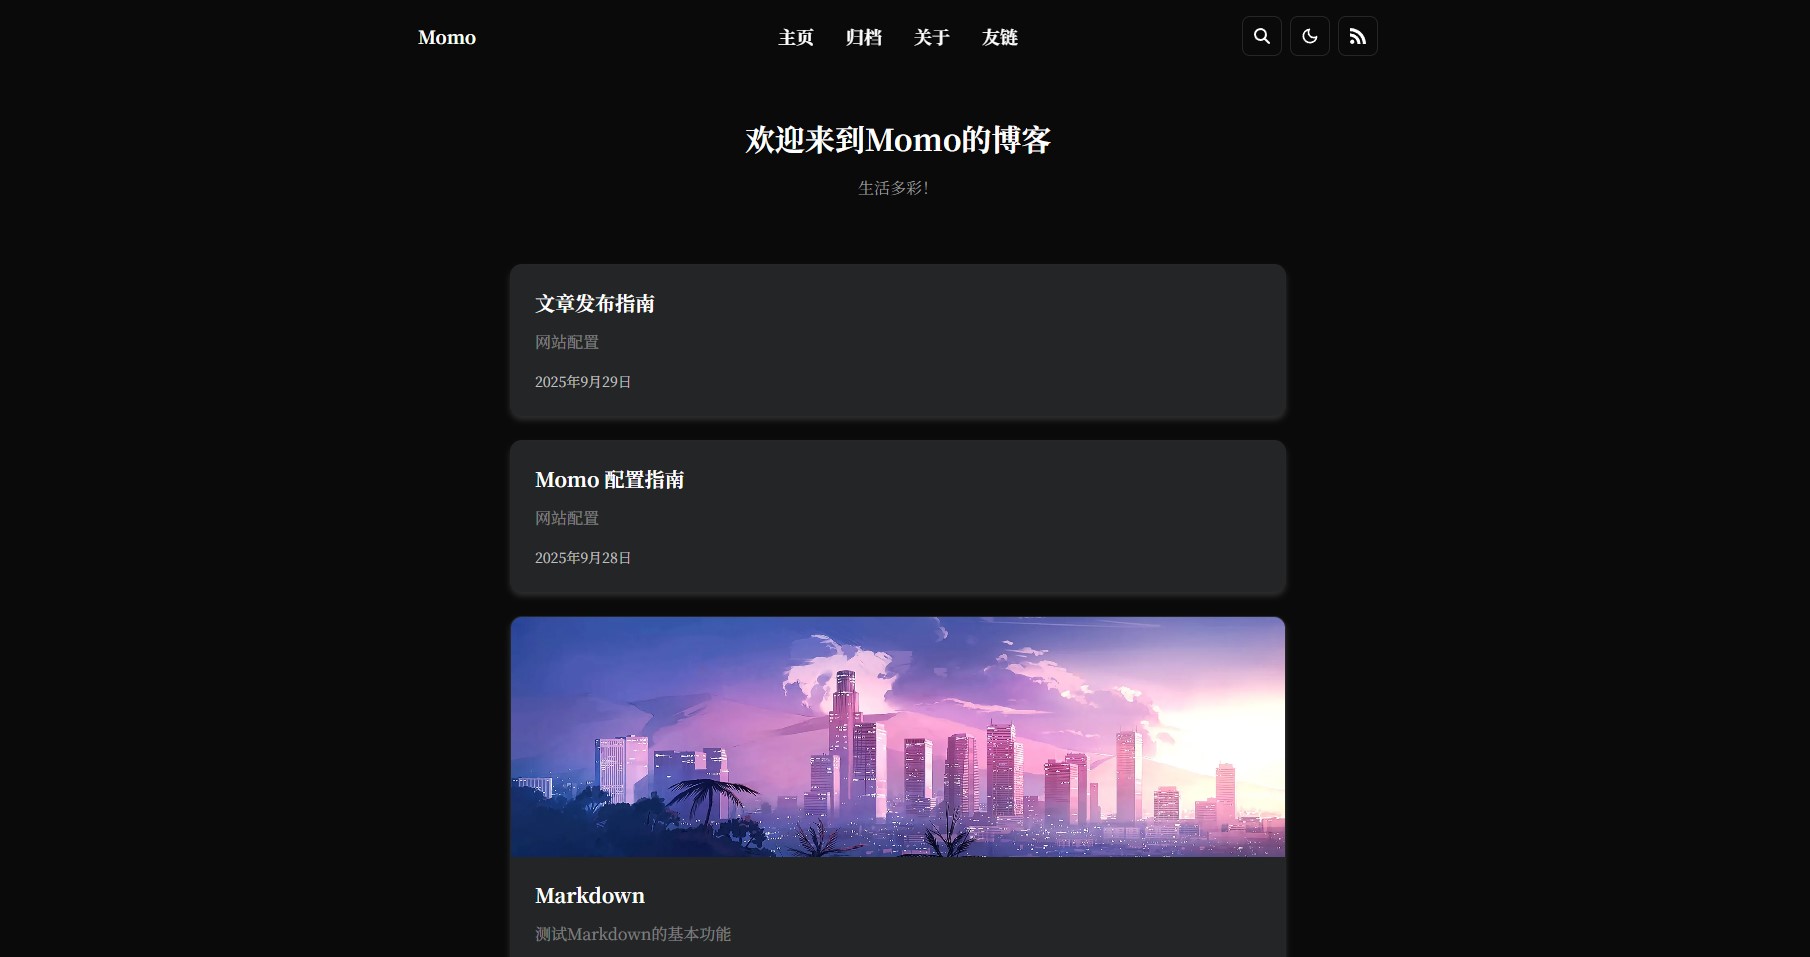 Momo
主页 归档 关于 友链
欢迎来到Momo的博客
生活多彩！
文章发布指南
网站配置
2025年9月29日
Momo 配置指南
网站配置
2025年9月28日
Markdown
测试Markdown的基本功能